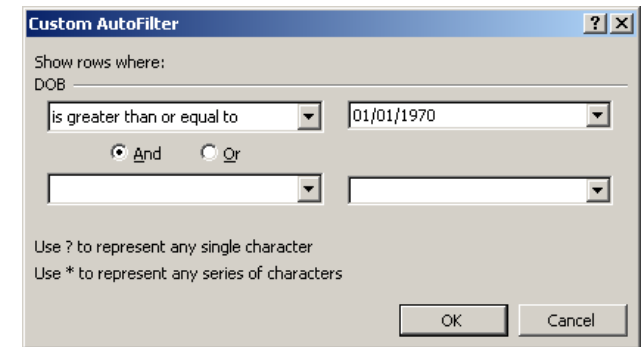 Custom AutoFilter
Show rows where:
DOB
is greater than or equal to 01/01/1970
And Or
Use ? to represent any single character
Use * to represent any series of characters
OK Cancel